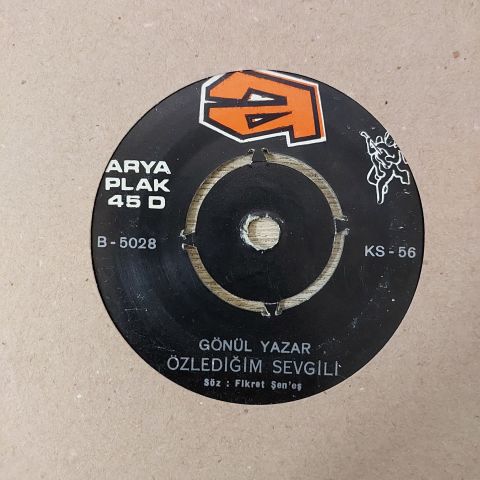 ARYA
PLAK
45 D
B - 5028
KS - 56
GÖNÜL YAZAR
ÖZLEDİĞİM SEVGİLİ
Söz : Fikret Şen'eş